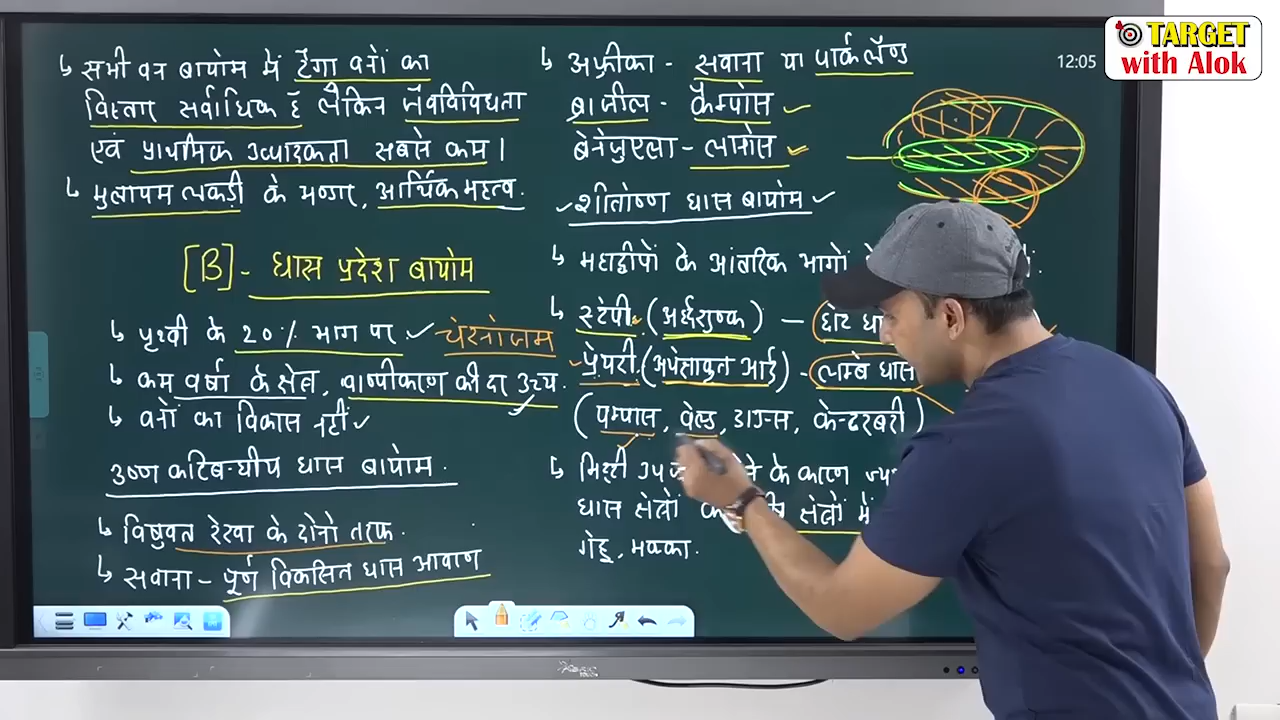 ↳ सभी वन बायोम में टैगा वनों का
विस्तार सर्वाधिक है लेकिन जैवविविधता
एवं प्राथमिक उत्पादकता सबसे कम।
↳ मुलायम लकड़ी के भण्डार, आर्थिक महत्व.
[B]- घास प्रदेश बायोम
↳ पृथ्वी के 20% भाग पर. चेरनोजम
↳ कम वर्षा के क्षेत्र, वाष्पीकरण की दर उच्च.
↳ वनों का विकास नहीं
उष्ण कटिबन्धीय घास बायोम.
↳ विषुवत रेखा के दोनो तरफ.
↳ सवाना - पूर्ण विकसित घास आवरण
↳ अफ्रीका - सवाना या पार्कलैण्ड
ब्राजील - कैम्पोस
वेनेजुएला - लानोस
शीतोष्ण घास बायोम
↳ महाद्वीपों के आंतरिक भागों
स्टेपी (अर्द्धशुष्क) — (छोटे
प्रेयरी (अपेक्षाकृत आर्द्र) - लम्बे घास
(पम्पास, वेल्ड, डाउन्स, केन्टरबरी)
↳ मिट्टी के कारण
घास क्षेत्रों क्षेत्रों में
गेहू, मक्का.
12:05
TARGET
with Alok